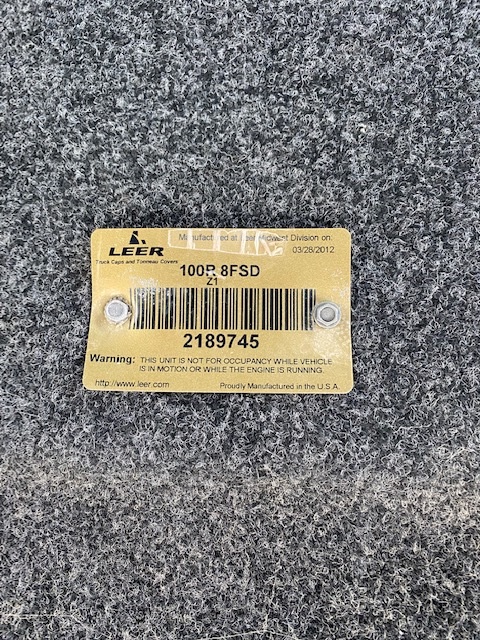 LEER
Truck Caps and Tonneau Covers
Manufactured at Leer Midwest Division on:
03/28/2012
100R 8FSD
Z1
2189745
Warning: THIS UNIT IS NOT FOR OCCUPANCY WHILE VEHICLE
IS IN MOTION OR WHILE THE ENGINE IS RUNNING.
http://www.leer.com
Proudly Manufactured in the U.S.A.